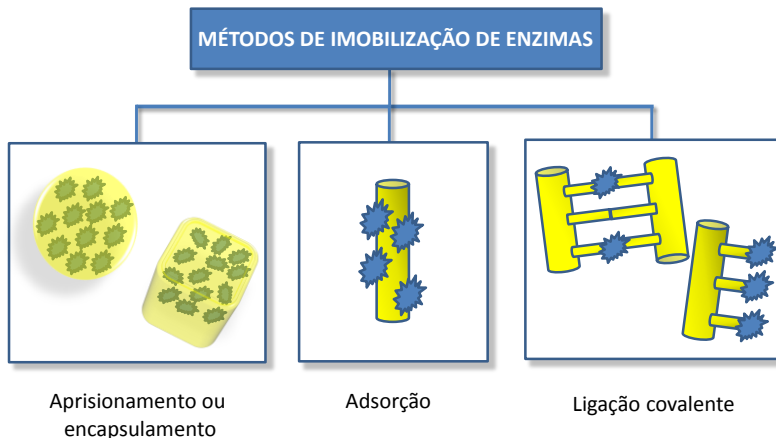 MÉTODOS DE IMOBILIZAÇÃO DE ENZIMAS
Aprisionamento ou
encapsulamento
Adsorção
Ligação covalente